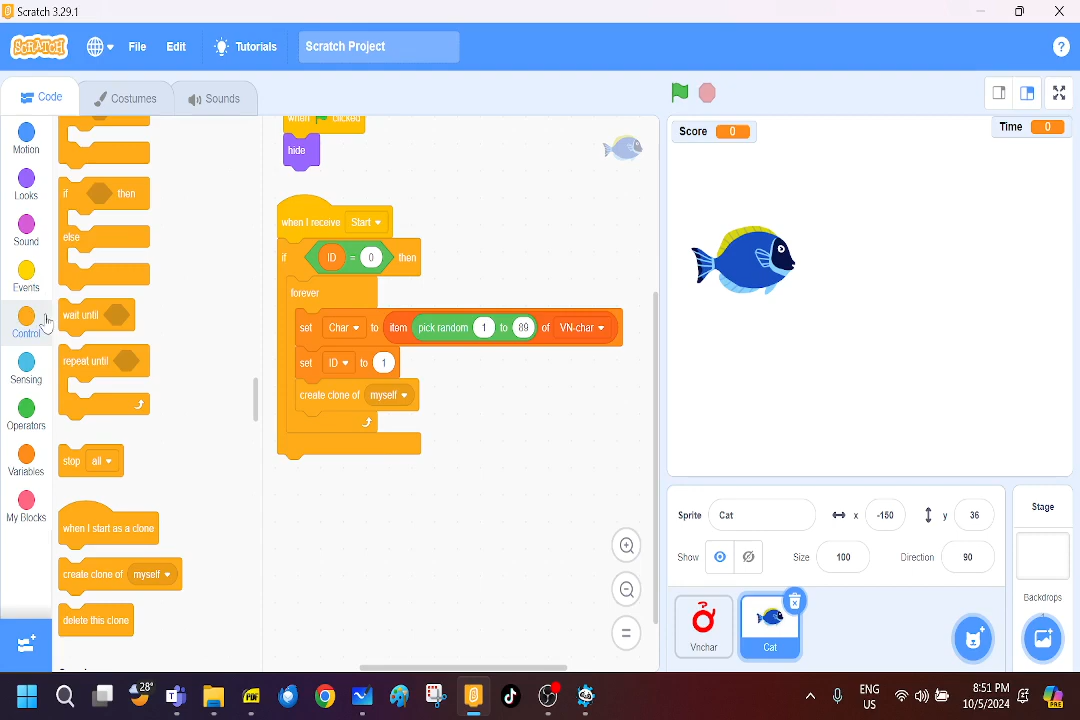 Scratch 3.29.1
SCRATCH File Edit Tutorials Scratch Project ?
Code Costumes Sounds
Motion
Looks
Sound
Events
Control
Sensing
Operators
Variables
My Blocks
if then
else
wait until
repeat until
stop all
when I start as a clone
create clone of myself
delete this clone
when clicked
hide
when I receive Start
if ID = 0 then
forever
set Char to item pick random 1 to 89 of VN-char
set ID to 1
create clone of myself
Score 0
Time 0
Sprite Cat x -150 y 36
Show Size 100 Direction 90
Vnchar
Cat
Stage
Backdrops
28°
PDF
ENG
US
8:51 PM
10/5/2024
PRE